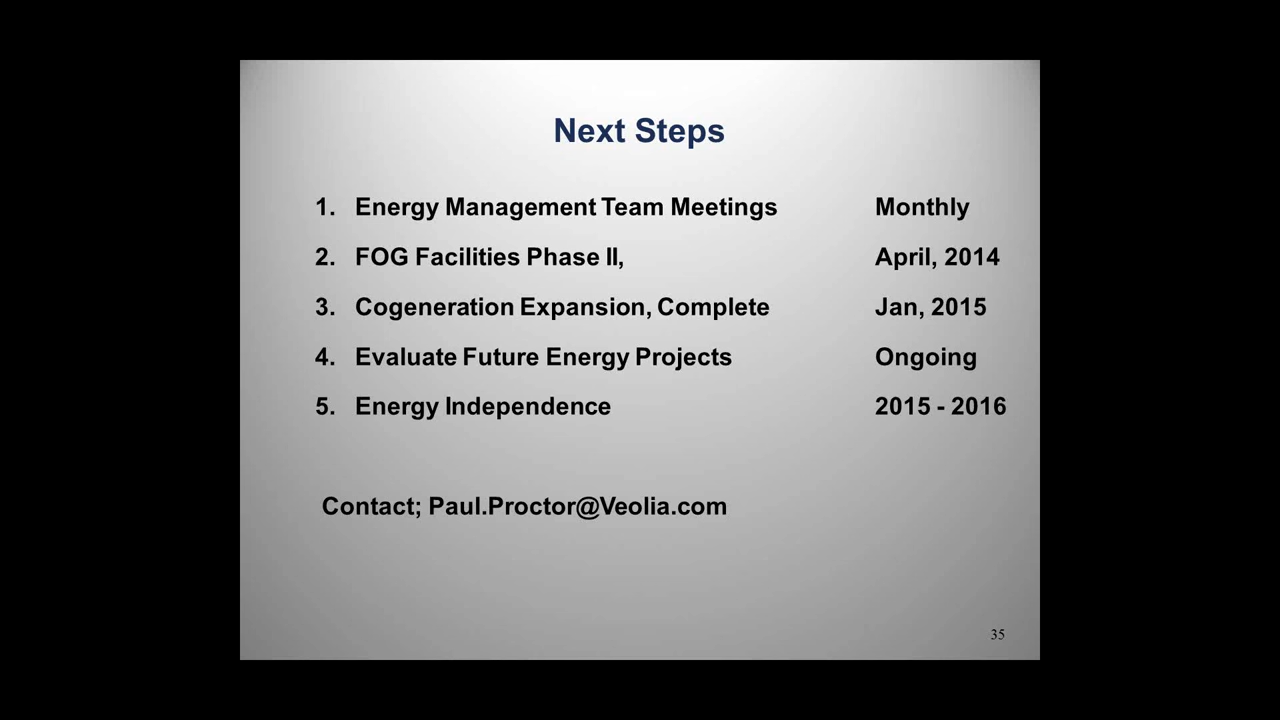 Next Steps
1. Energy Management Team Meetings Monthly
2. FOG Facilities Phase II, April, 2014
3. Cogeneration Expansion, Complete Jan, 2015
4. Evaluate Future Energy Projects Ongoing
5. Energy Independence 2015 - 2016
Contact; Paul.Proctor@Veolia.com
35